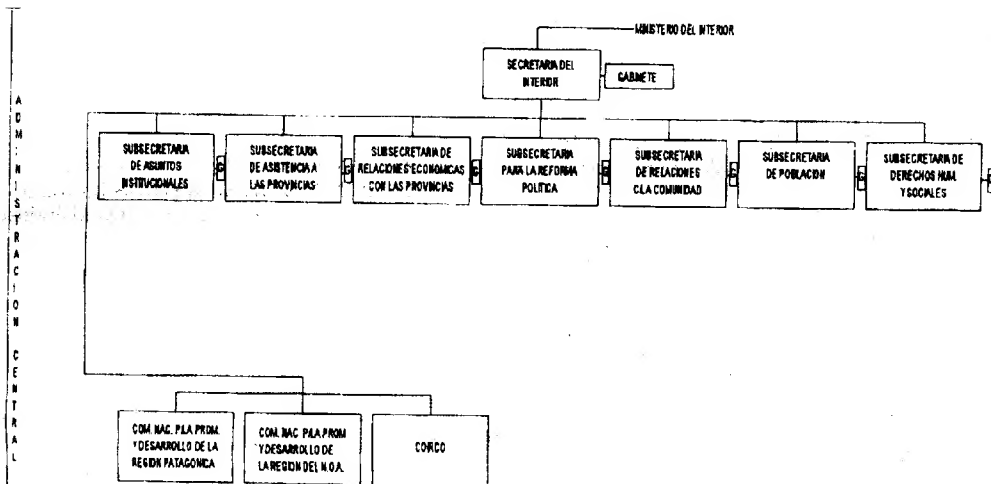 MINISTERIO DEL INTERIOR
SECRETARIA DEL
INTERIOR
GABINETE
ADMINISTRACION CENTRAL
SUBSECRETARIA
DE ASUNTOS
INSTITUCIONALES
G
SUBSECRETARIA
DE ASISTENCIA A
LAS PROVINCIAS
G
SUBSECRETARIA DE
RELACIONES ECONOMICAS
CON LAS PROVINCIAS
G
SUBSECRETARIA
PARA LA REFORMA
POLITICA
G
SUBSECRETARIA
DE RELACIONES
C.LA COMUNIDAD
G
SUBSECRETARIA
DE POBLACION
G
SUBSECRETARIA DE
DERECHOS HUM.
Y SOCIALES
COM. NAC. P/LA PROM.
Y DESARROLLO DE LA
REGION PATAGONICA
COM. NAC. P/LA PROM
Y DESARROLLO DE
LA REGION DEL N.O.A.